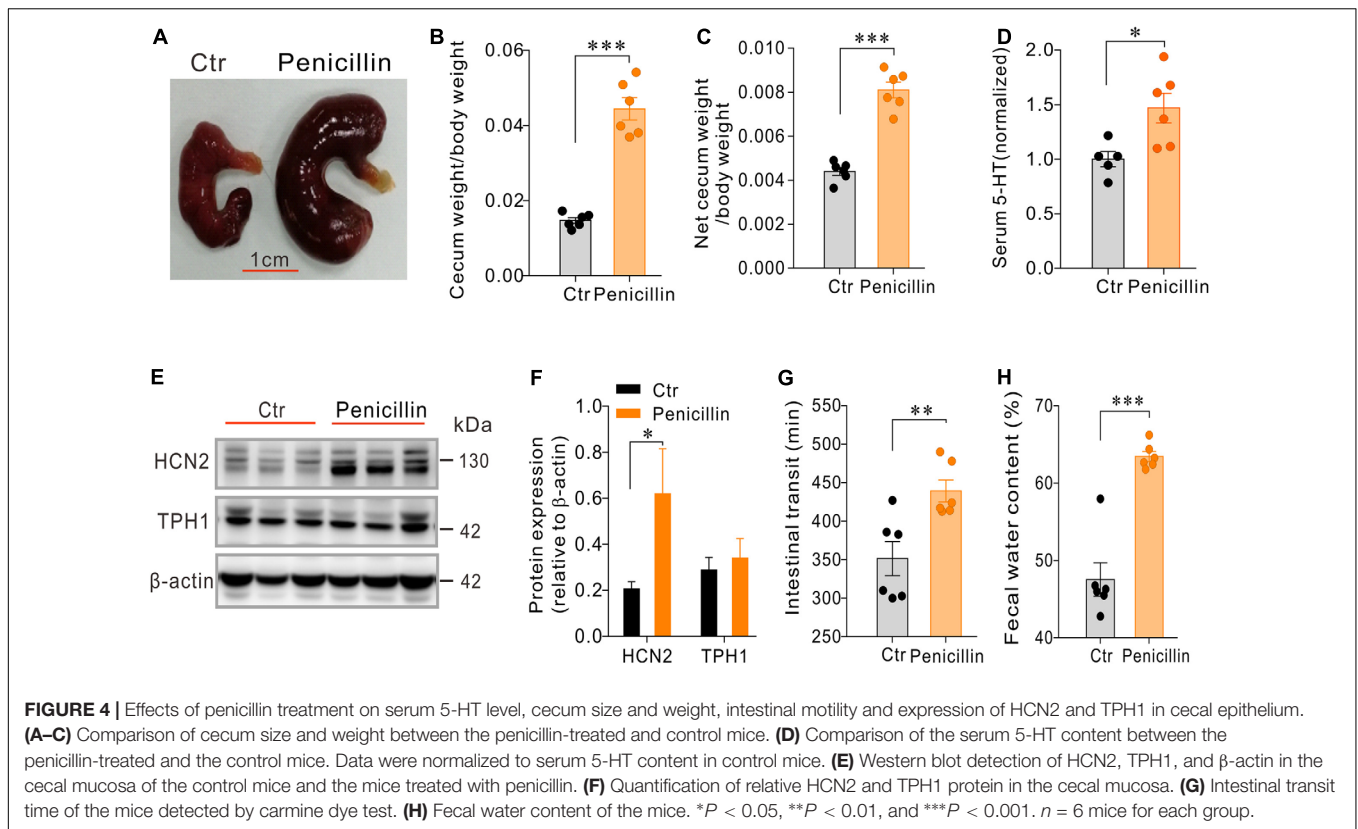 A
Ctr Penicillin
1cm
B
Cecum weight/body weight
0.06
0.04
0.02
0.00
***
Ctr Penicillin
C
Net cecum weight
/body weight
0.010
0.008
0.006
0.004
0.002
0.000
***
Ctr Penicillin
D
Serum 5-HT(normalized)
2.0
1.5
1.0
0.5
0.0
*
Ctr Penicillin
E
Ctr Penicillin
kDa
HCN2
130
TPH1
42
β-actin
42
F
Ctr
Penicillin
Protein expression
(relative to β-actin)
1.0
0.8
0.6
0.4
0.2
0.0
*
HCN2 TPH1
G
Intestinal transit (min)
550
500
450
400
350
300
250
**
Ctr Penicillin
H
Fecal water content (%)
70
60
50
40
***
Ctr Penicillin
FIGURE 4 | Effects of penicillin treatment on serum 5-HT level, cecum size and weight, intestinal motility and expression of HCN2 and TPH1 in cecal epithelium.
(A–C) Comparison of cecum size and weight between the penicillin-treated and control mice. (D) Comparison of the serum 5-HT content between the
penicillin-treated and the control mice. Data were normalized to serum 5-HT content in control mice. (E) Western blot detection of HCN2, TPH1, and β-actin in the
cecal mucosa of the control mice and the mice treated with penicillin. (F) Quantification of relative HCN2 and TPH1 protein in the cecal mucosa. (G) Intestinal transit
time of the mice detected by carmine dye test. (H) Fecal water content of the mice. *P < 0.05, **P < 0.01, and ***P < 0.001. n = 6 mice for each group.